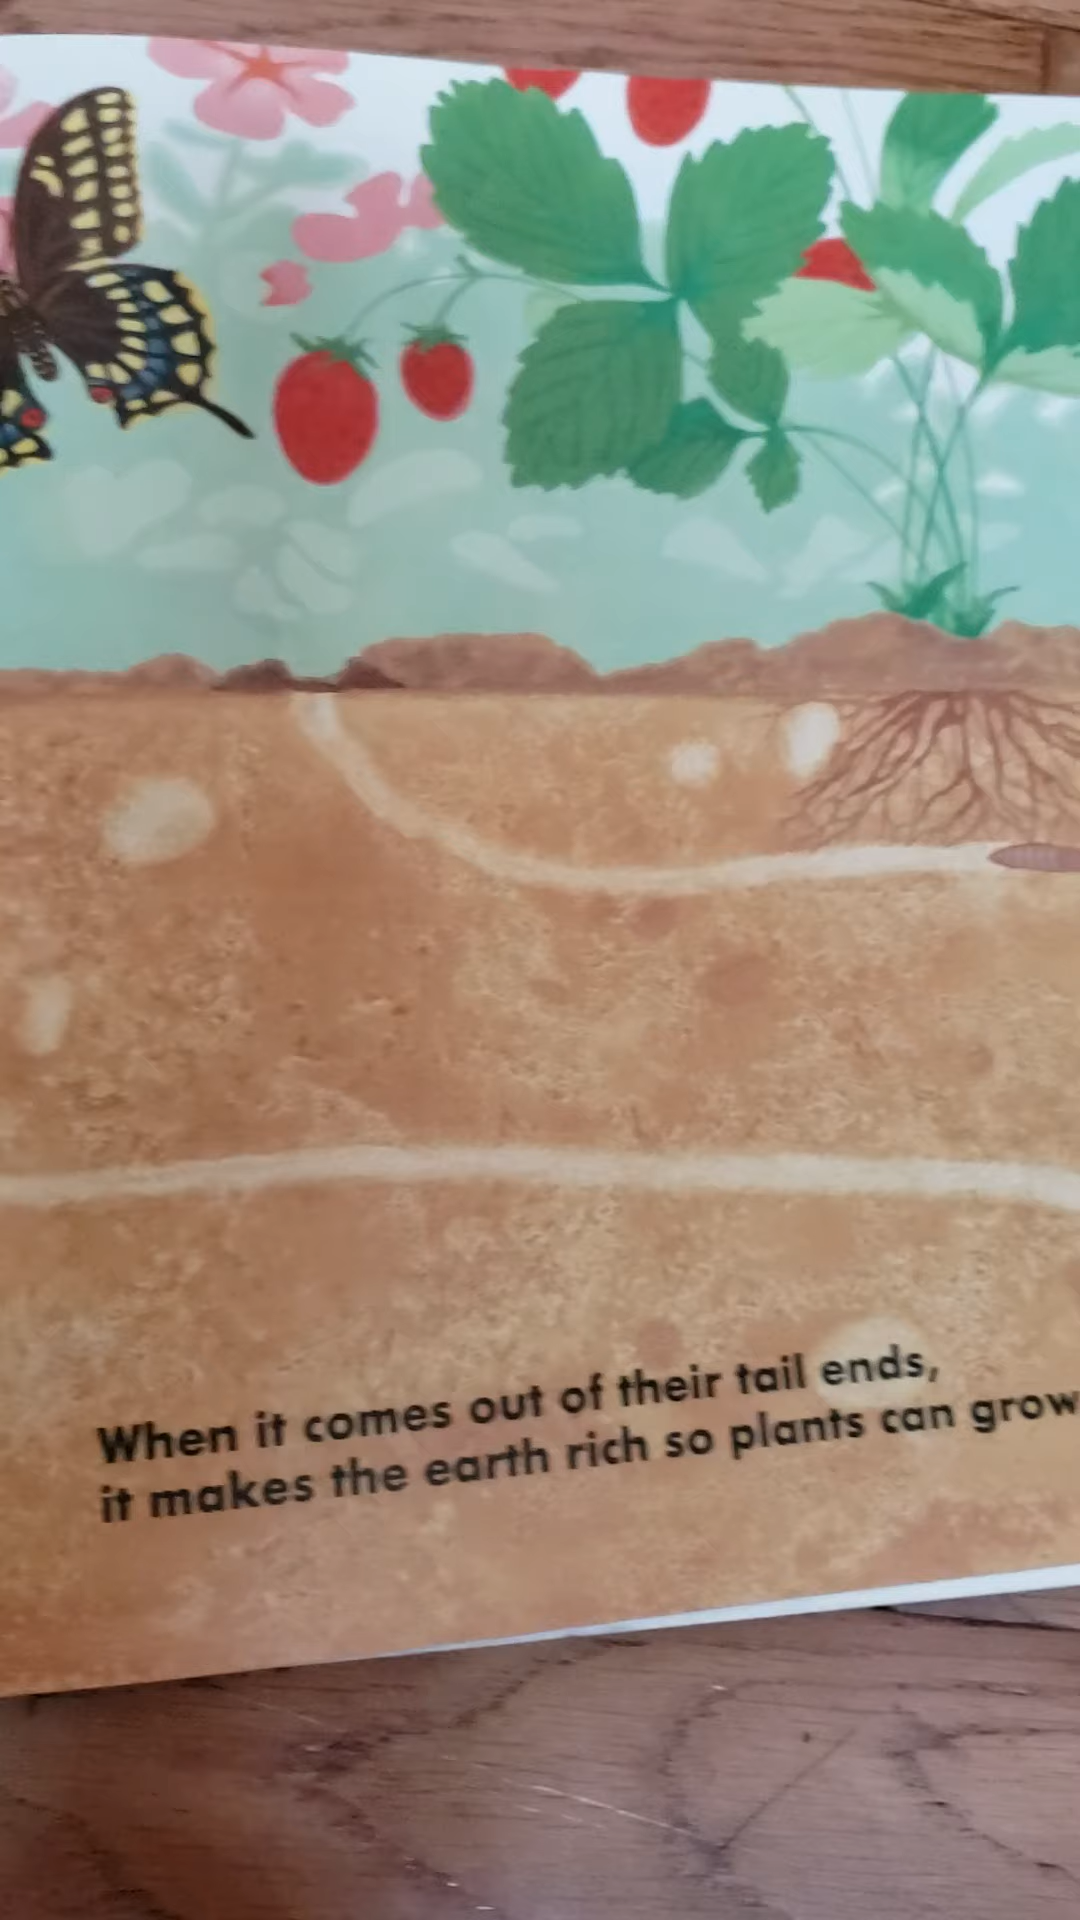 When it comes out of their tail ends,
it makes the earth rich so plants can grow